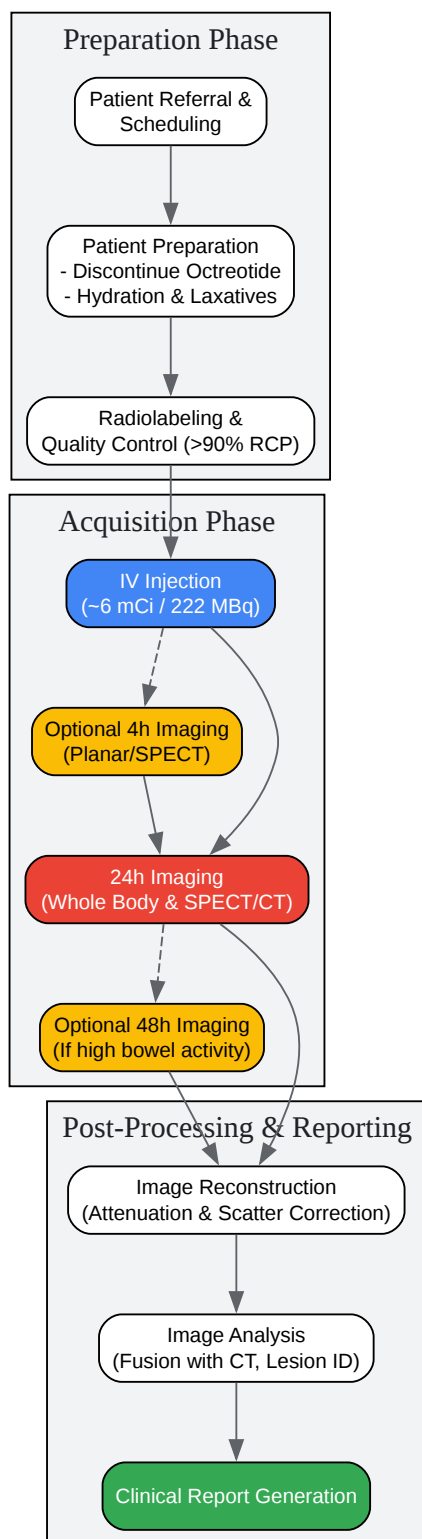 Preparation Phase
Patient Referral &
Scheduling
Patient Preparation
- Discontinue Octreotide
- Hydration & Laxatives
Radiolabeling &
Quality Control (>90% RCP)
Acquisition Phase
IV Injection
(~6 mCi / 222 MBq)
Optional 4h Imaging
(Planar/SPECT)
24h Imaging
(Whole Body & SPECT/CT)
Optional 48h Imaging
(If high bowel activity)
Post-Processing & Reporting
Image Reconstruction
(Attenuation & Scatter Correction)
Image Analysis
(Fusion with CT, Lesion ID)
Clinical Report Generation